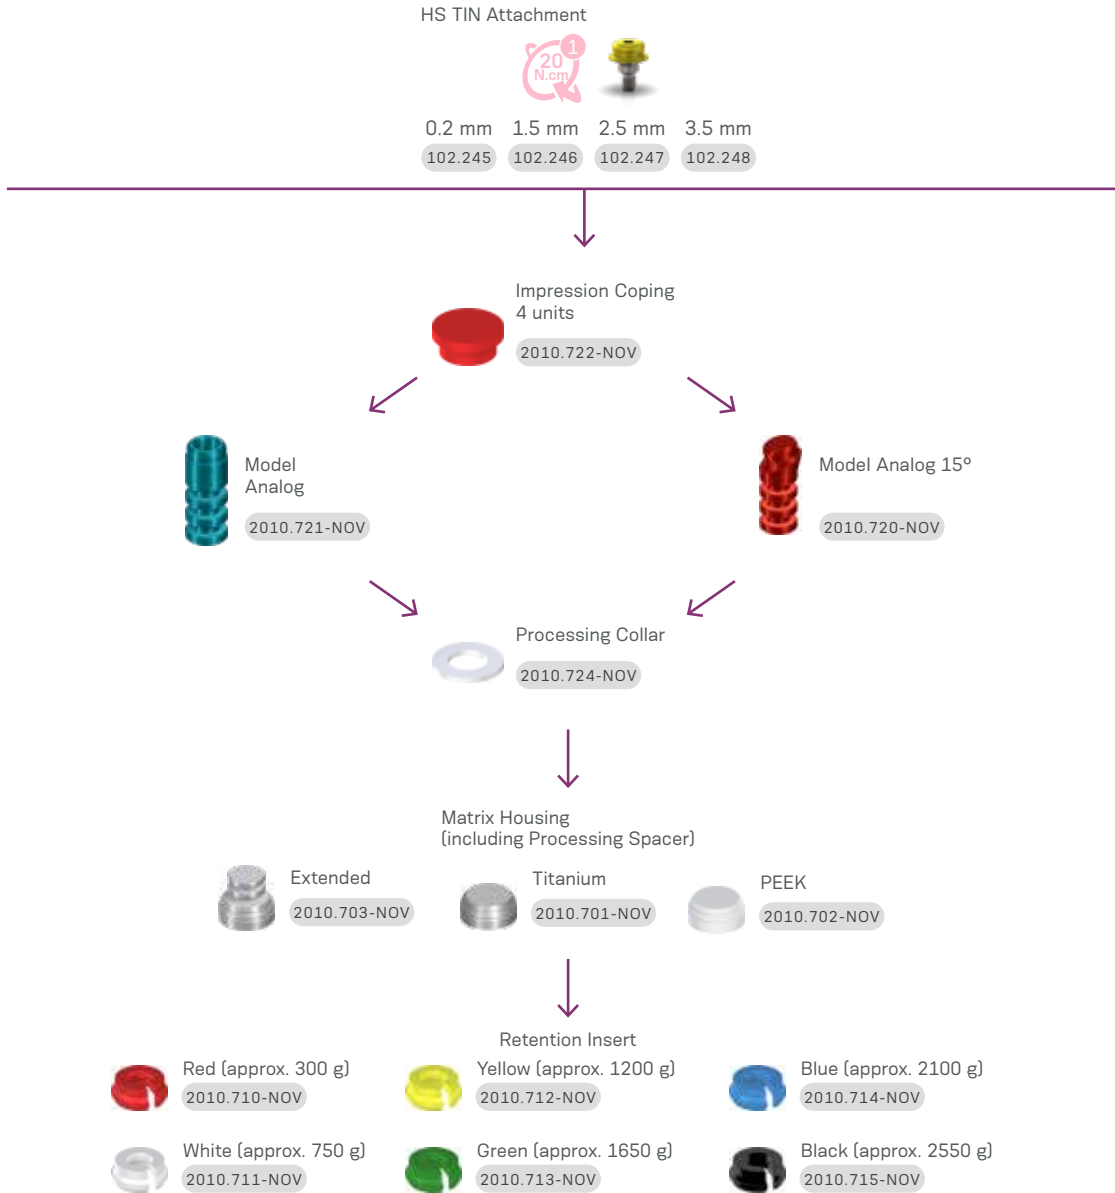 HS TIN Attachment
1
20
N.cm
0.2 mm 1.5 mm 2.5 mm 3.5 mm
102.245 102.246 102.247 102.248
Impression Coping
4 units
2010.722-NOV
Model
Analog
2010.721-NOV
Model Analog 15°
2010.720-NOV
Processing Collar
2010.724-NOV
Matrix Housing
(including Processing Spacer)
Extended
2010.703-NOV
Titanium
2010.701-NOV
PEEK
2010.702-NOV
Retention Insert
Red (approx. 300 g)
2010.710-NOV
Yellow (approx. 1200 g)
2010.712-NOV
Blue (approx. 2100 g)
2010.714-NOV
White (approx. 750 g)
2010.711-NOV
Green (approx. 1650 g)
2010.713-NOV
Black (approx. 2550 g)
2010.715-NOV